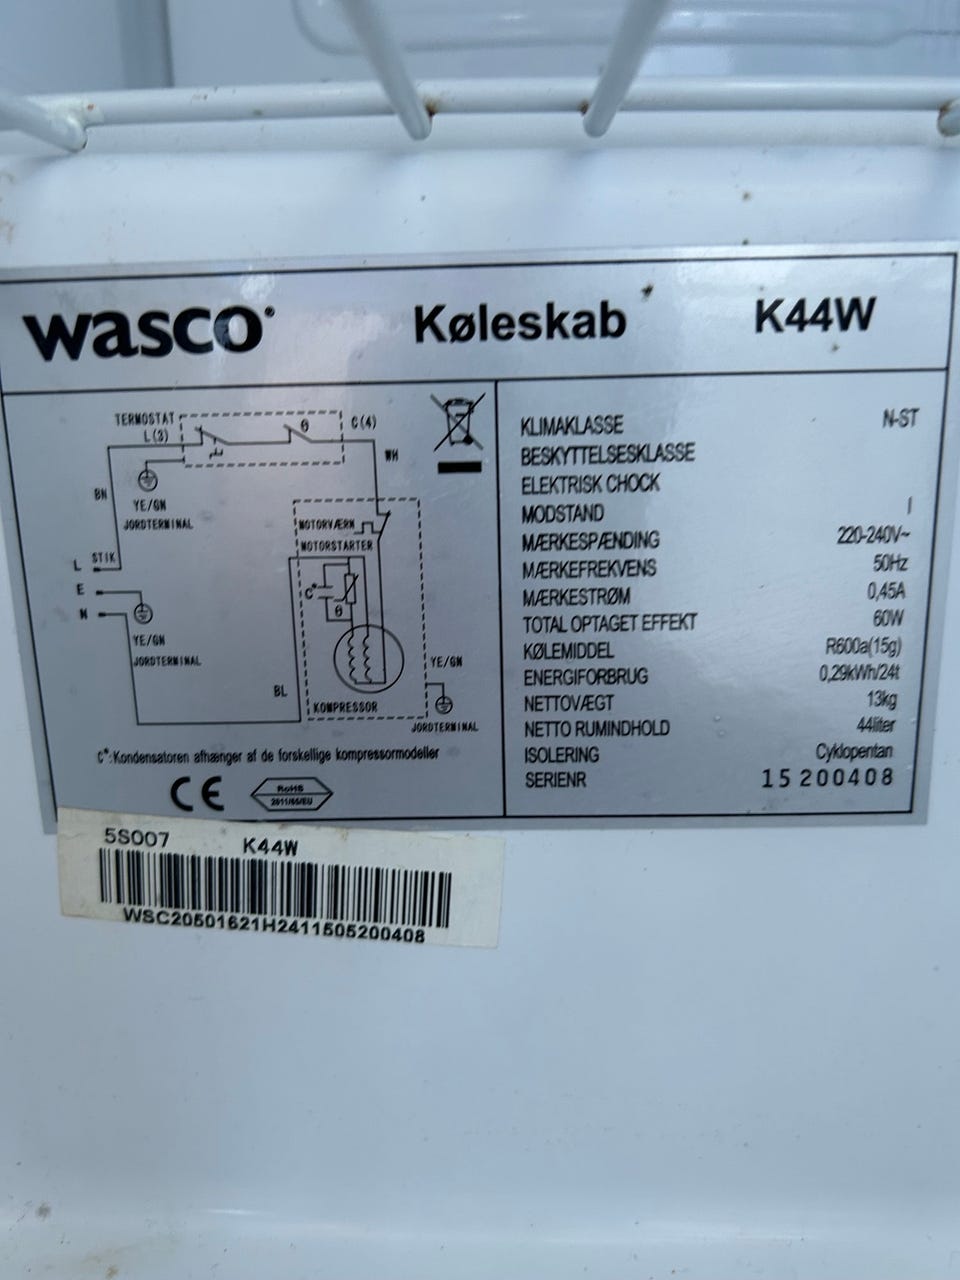 wasco Køleskab K44W
TERMOSTAT
L(3)
θ
C(4)
WH
BN
YE/GN
JORDTERMINAL
MOTORVÆRN
MOTORSTARTER
L STIK
E
C*
θ
N
YE/GN
JORDTERMINAL
YE/GN
BL
KOMPRESSOR
JORDTERMINAL
C*:Kondensatoren afhænger af de forskellige kompressormodeller
CE
RoHS
2011/65/EU
KLIMAKLASSE N-ST
BESKYTTELSESKLASSE
ELEKTRISK CHOCK
MODSTAND I
MÆRKESPÆNDING 220-240V~
MÆRKEFREKVENS 50Hz
MÆRKESTRØM 0,45A
TOTAL OPTAGET EFFEKT 60W
KØLEMIDDEL R600a(15g)
ENERGIFORBRUG 0,29kWh/24t
NETTOVÆGT 13kg
NETTO RUMINDHOLD 44liter
ISOLERING Cyklopentan
SERIENR 15 200408
5S007 K44W
WSC20501621H2411505200408